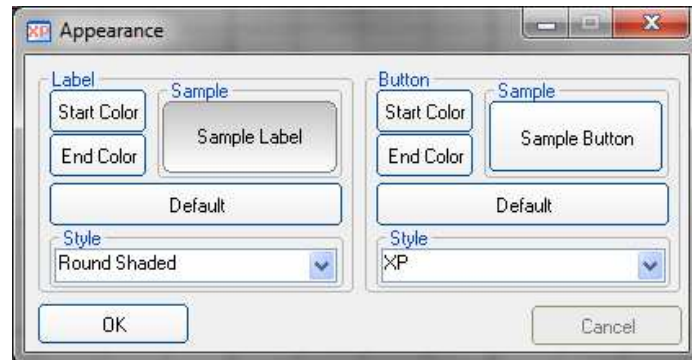 XP Appearance
Label
Start Color
End Color
Sample
Sample Label
Default
Style
Round Shaded
Button
Start Color
End Color
Sample
Sample Button
Default
Style
XP
OK
Cancel